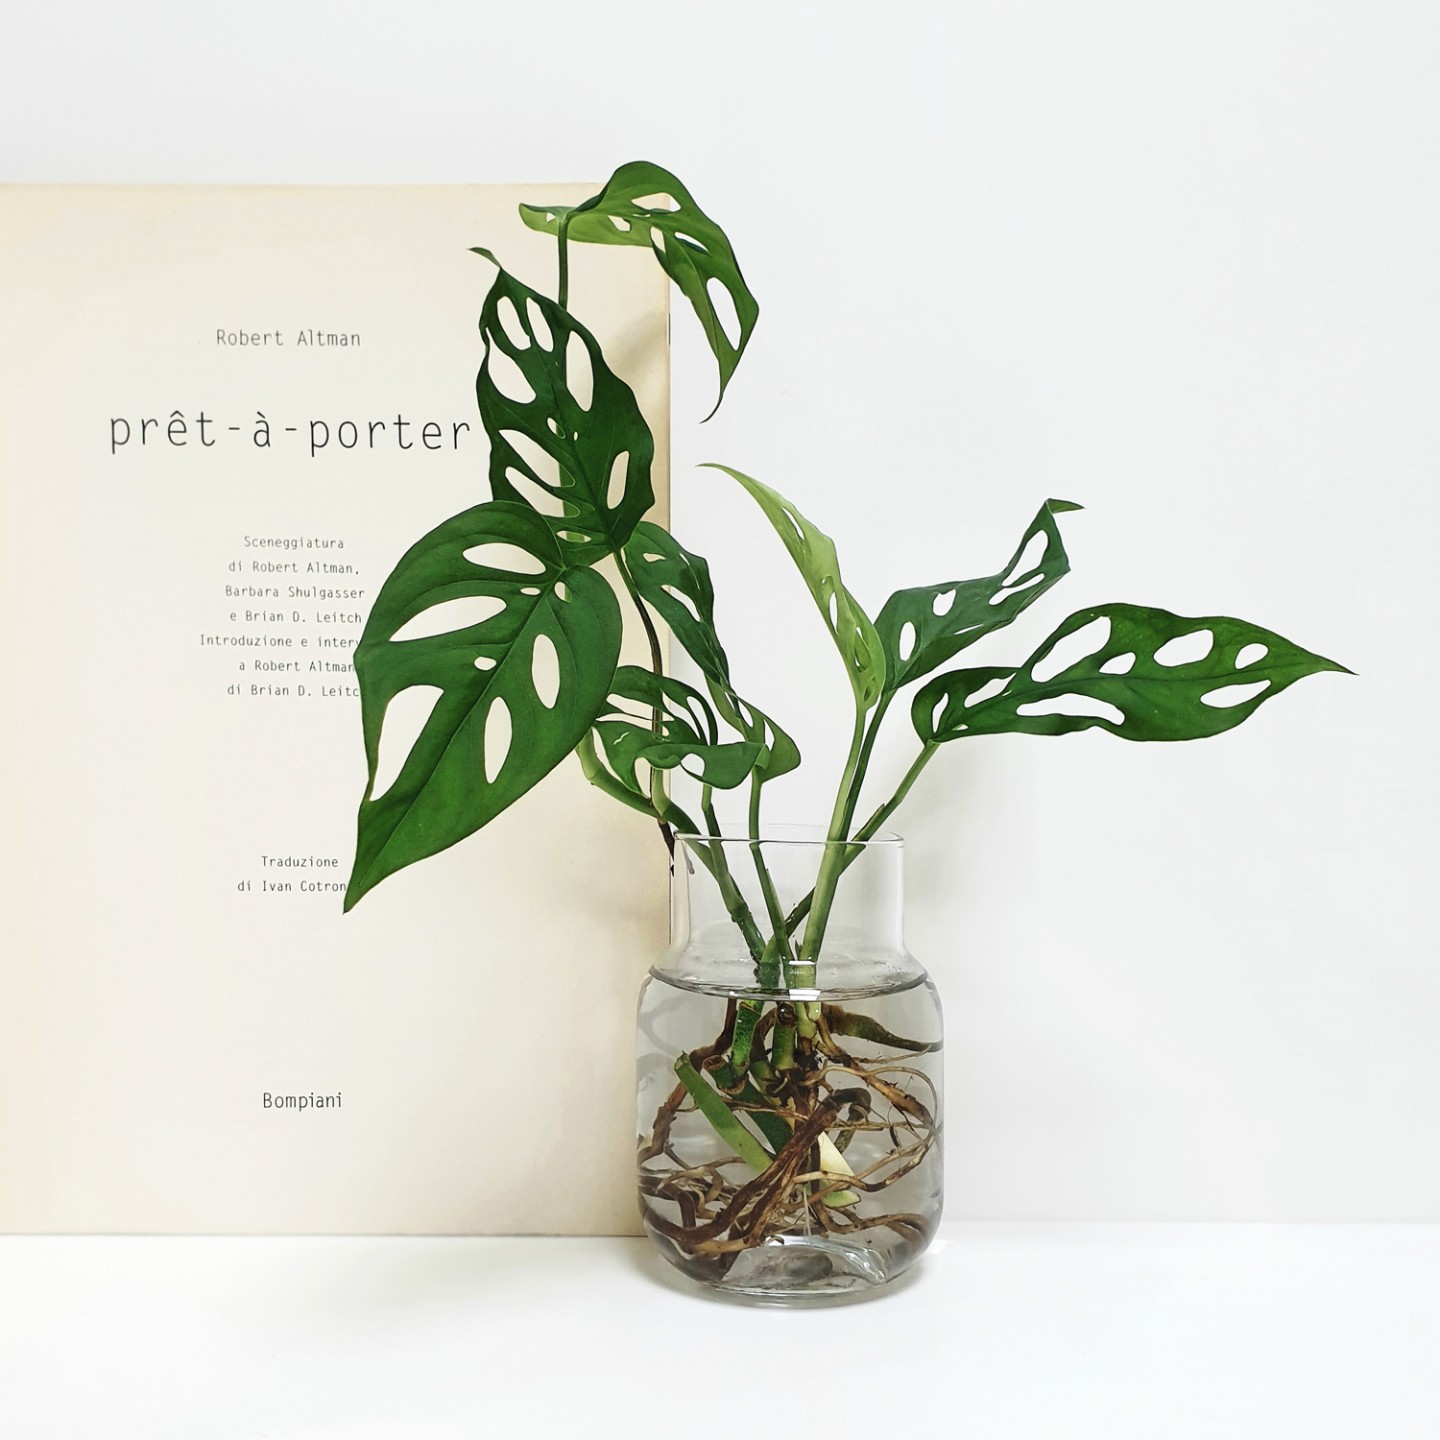 Robert Altman
prêt-à-porter
Sceneggiatura
di Robert Altman,
Barbara Shulgasser
e Brian D. Leitch
Introduzione e
a Robert Altman
di Brian D.
Traduzione
di Ivan
Bompiani